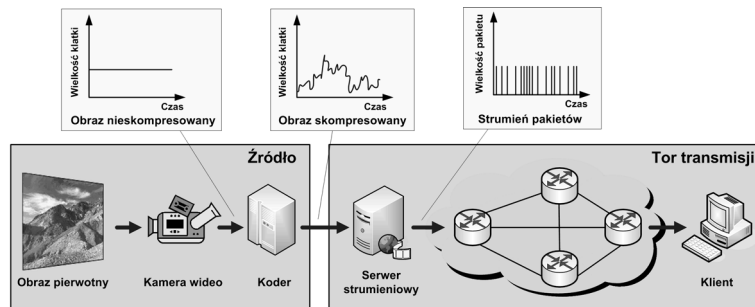 Wielkość klatki
Czas
Obraz nieskompresowany
Wielkość klatki
Czas
Obraz skompresowany
Wielkość pakietu
Czas
Strumień pakietów
Źródło
Tor transmisji
Obraz pierwotny
Kamera wideo
Koder
Serwer
strumieniowy
Klient